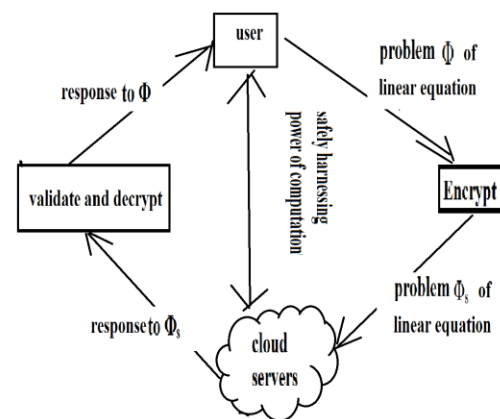 user
problem Φ of
linear equation
response to Φ
safely harnessing
power of computation
validate and decrypt
Encrypt
problem Φs of
linear equation
response to Φs
cloud
servers